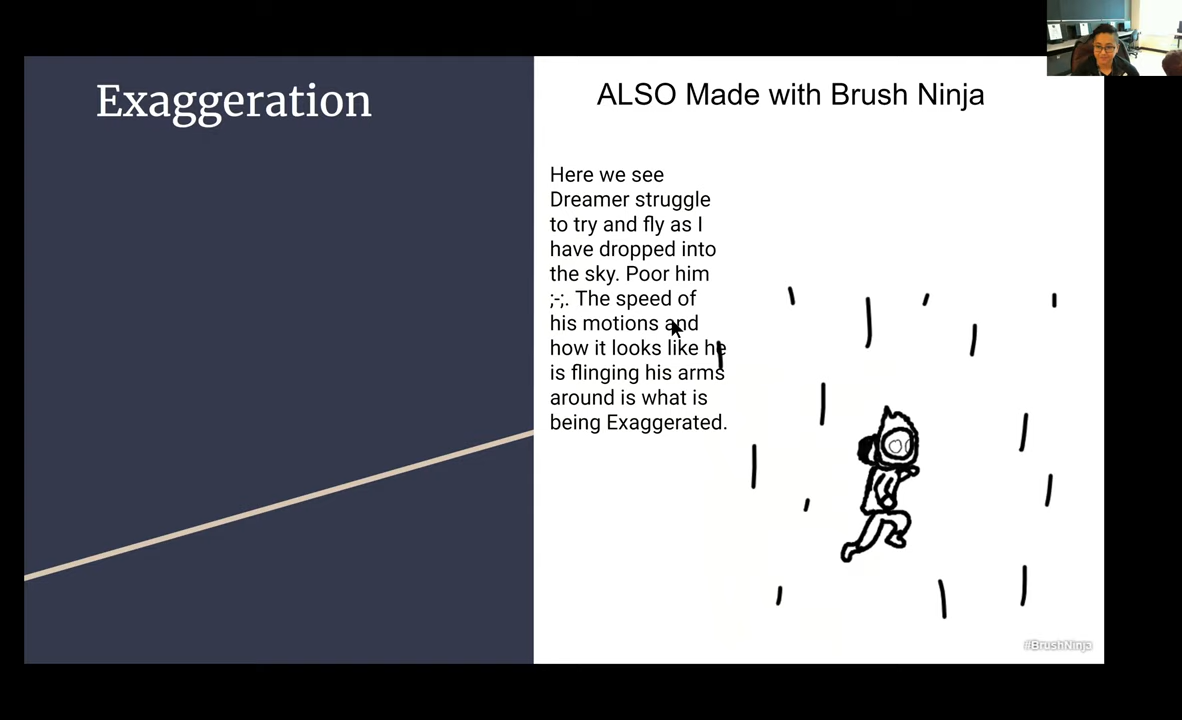 Exaggeration
ALSO Made with Brush Ninja
Here we see
Dreamer struggle
to try and fly as I
have dropped into
the sky. Poor him
;-;. The speed of
his motions and
how it looks like he
is flinging his arms
around is what is
being Exaggerated.
#BrushNinja